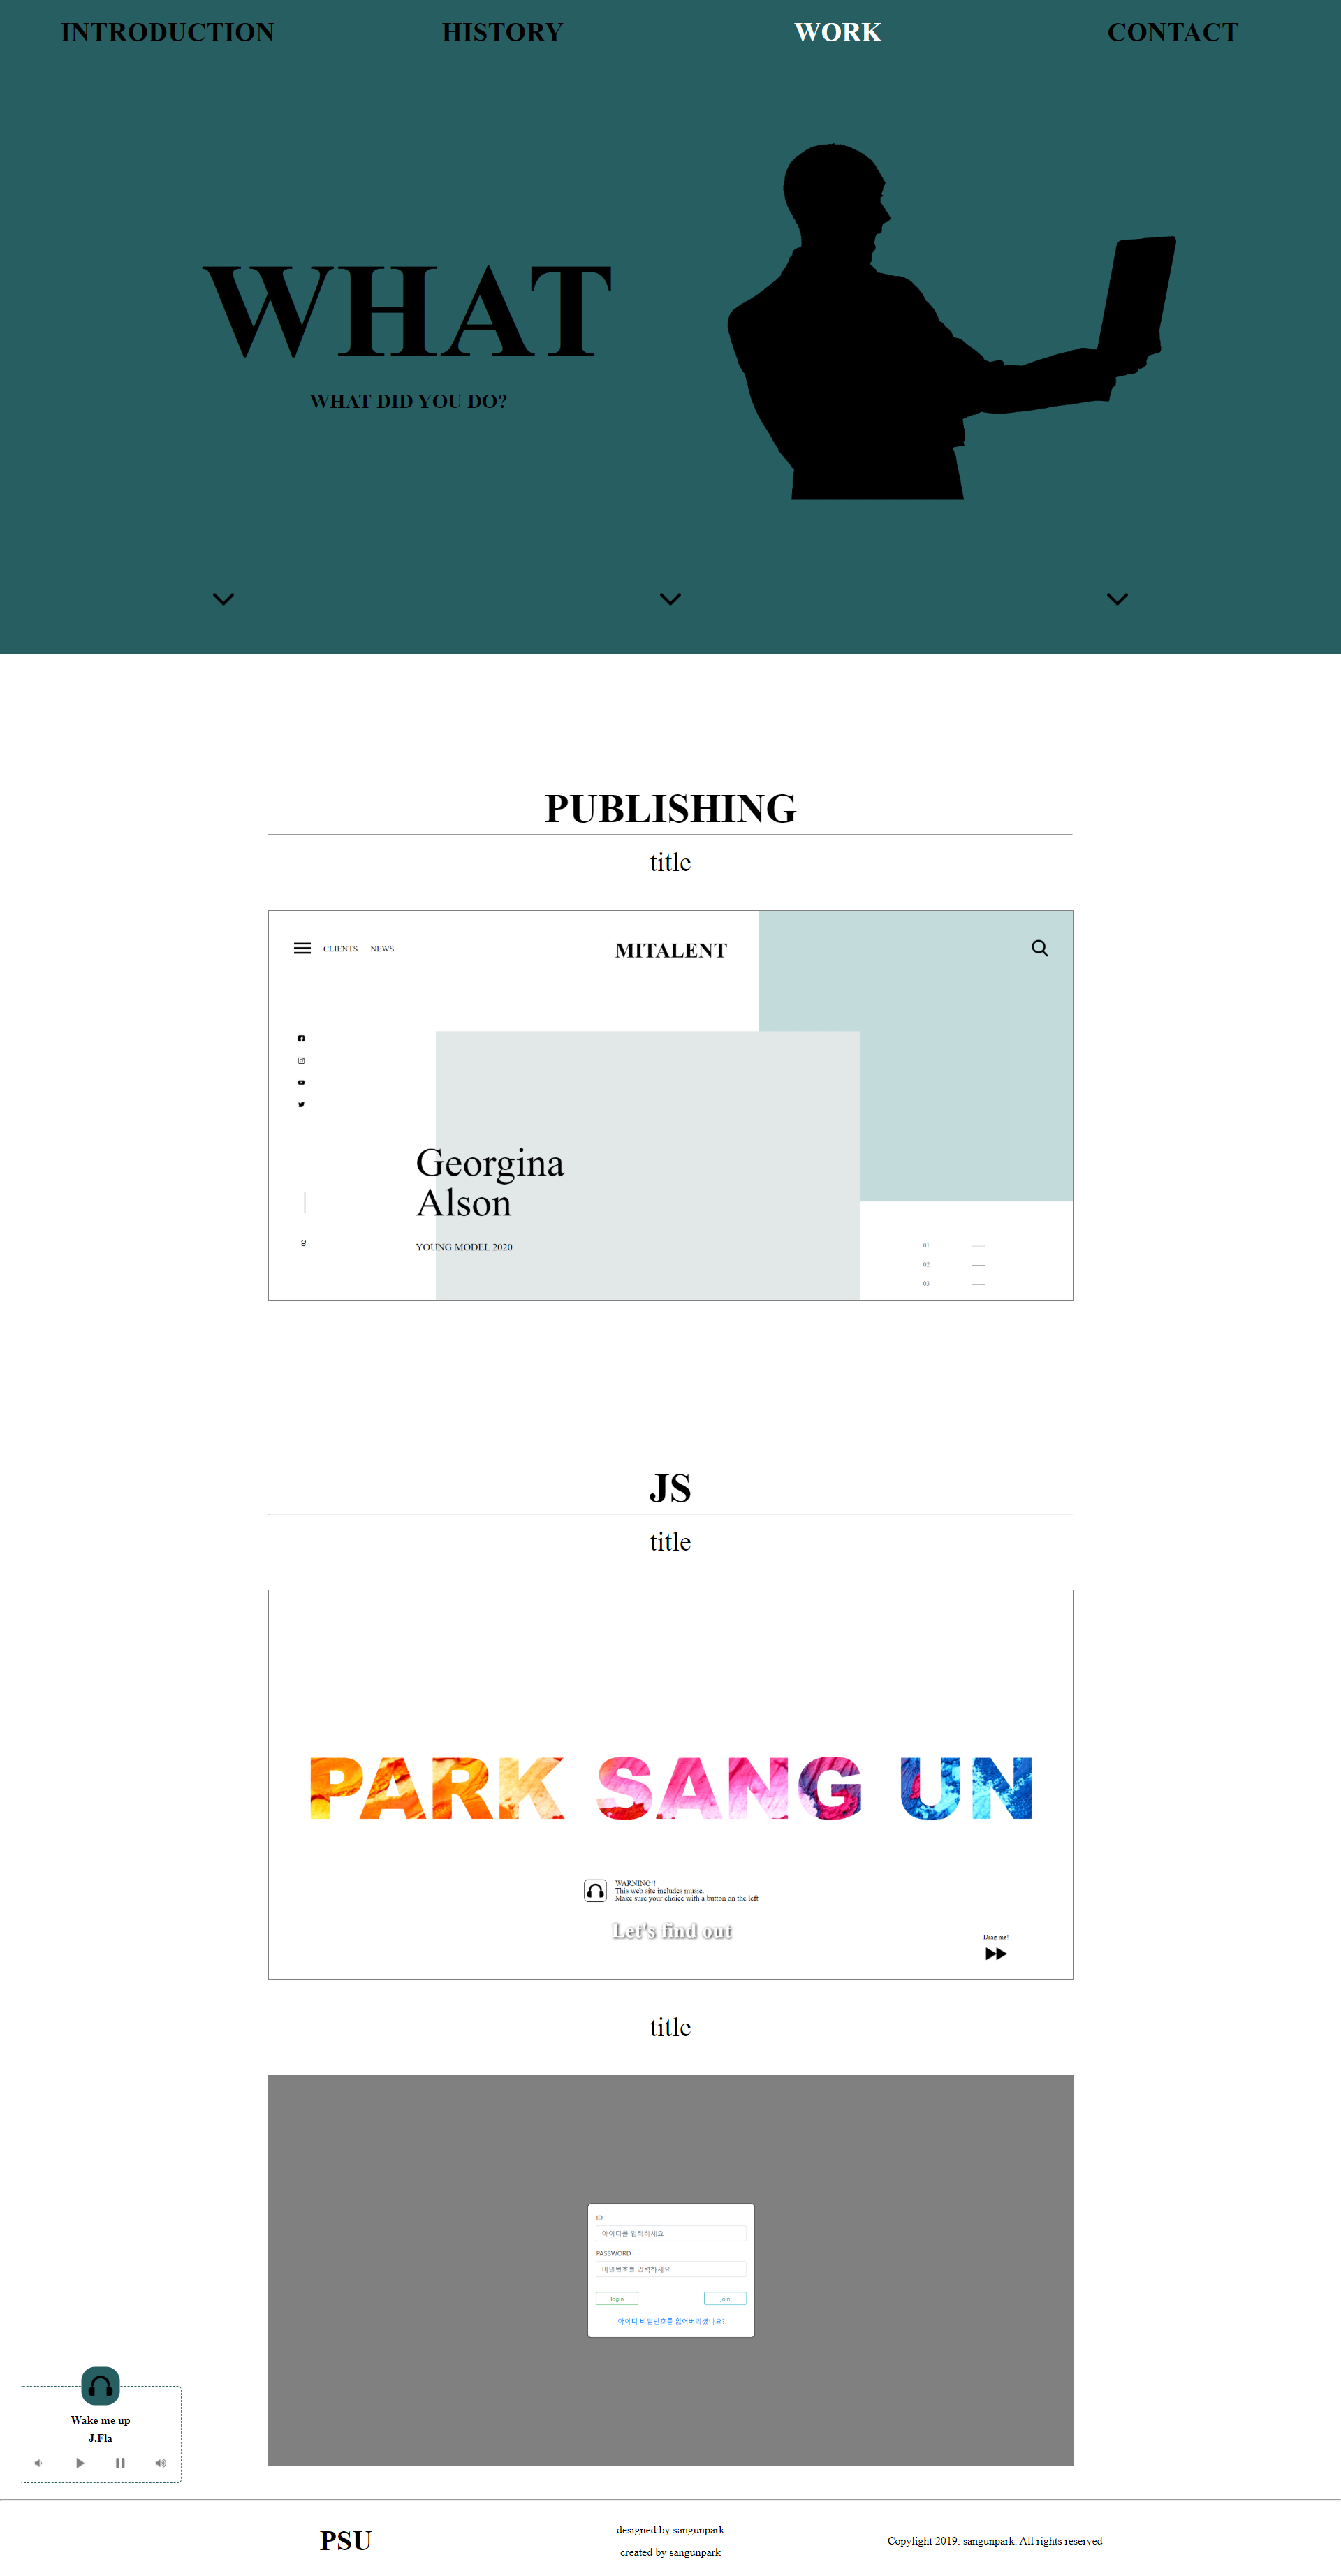 INTRODUCTION HISTORY WORK CONTACT
WHAT
WHAT DID YOU DO?
PUBLISHING
title
CLIENTS NEWS MITALENT
Georgina
Alson
YOUNG MODEL 2020
01
02
03
JS
title
PARK SANG UN
WARNING!!
This web site includes music.
Make sure your choice with a button on the left
Let's find out
Drag me!
title
ID
아이디를 입력하세요
PASSWORD
비밀번호를 입력하세요
login join
아이디 비밀번호를 잃어버리셨나요?
Wake me up
J.Fla
PSU
designed by sangunpark
created by sangunpark
Copylight 2019. sangunpark. All rights reserved